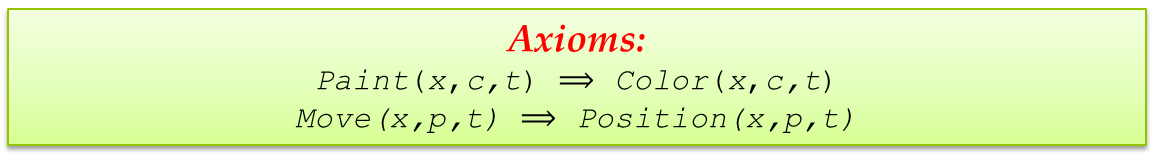 Axioms:
Paint(x,c,t) ⟹ Color(x,c,t)
Move(x,p,t) ⟹ Position(x,p,t)